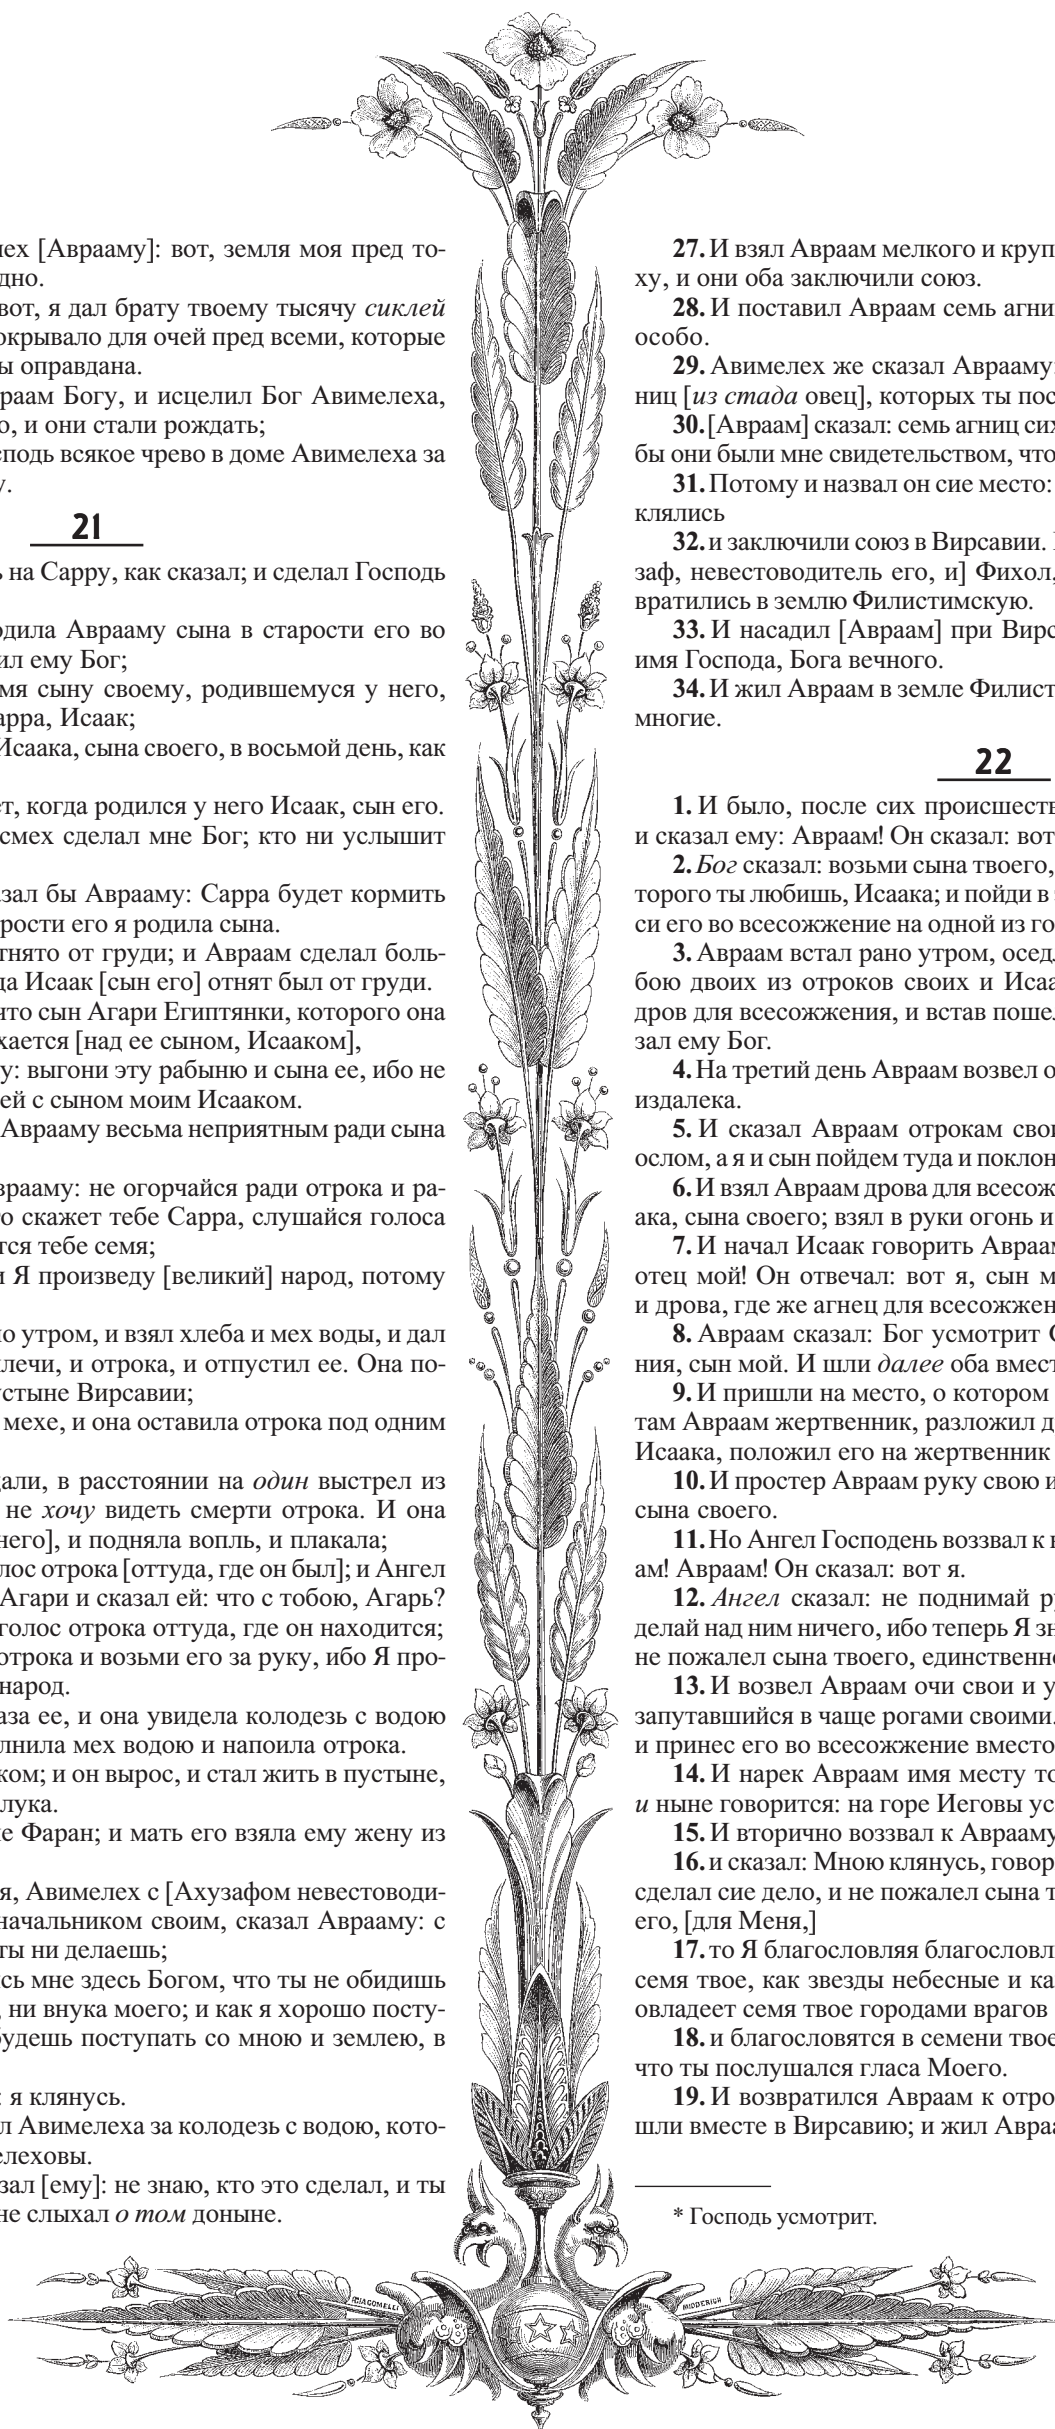 лех [Аврааму]: вот, земля моя пред то-
дно.
вот, я дал брату твоему тысячу сиклей
окрывало для очей пред всеми, которые
ы оправдана.
раам Богу, и исцелил Бог Авимелеха,
о, и они стали рождать;
сподь всякое чрево в доме Авимелеха за
у.
21
ь на Сарру, как сказал; и сделал Господь
одила Аврааму сына в старости его во
ил ему Бог;
мя сыну своему, родившемуся у него,
арра, Исаак;
Исаака, сына своего, в восьмой день, как
ет, когда родился у него Исаак, сын его.
смех сделал мне Бог; кто ни услышит
азал бы Аврааму: Сарра будет кормить
рости его я родила сына.
тнято от груди; и Авраам сделал боль-
да Исаак [сын его] отнят был от груди.
что сын Агари Египтянки, которого она
хается [над ее сыном, Исааком],
у: выгони эту рабыню и сына ее, ибо не
ей с сыном моим Исааком.
Аврааму весьма неприятным ради сына
врааму: не огорчайся ради отрока и ра-
о скажет тебе Сарра, слушайся голоса
тся тебе семя;
и Я произведу [великий] народ, потому
о утром, и взял хлеба и мех воды, и дал
лечи, и отрока, и отпустил ее. Она по-
устыне Вирсавии;
мехе, и она оставила отрока под одним
дали, в расстоянии на один выстрел из
не хочу видеть смерти отрока. И она
него], и подняла вопль, и плакала;
лос отрока [оттуда, где он был]; и Ангел
Агари и сказал ей: что с тобою, Агарь?
голос отрока оттуда, где он находится;
отрока и возьми его за руку, ибо Я про-
народ.
аза ее, и она увидела колодезь с водою
лнила мех водою и напоила отрока.
ком; и он вырос, и стал жить в пустыне,
лука.
не Фаран; и мать его взяла ему жену из
я, Авимелех с [Ахузафом невестоводи-
начальником своим, сказал Аврааму: с
ты ни делаешь;
ись мне здесь Богом, что ты не обидишь
, ни внука моего; и как я хорошо посту-
будешь поступать со мною и землею, в
: я клянусь.
л Авимелеха за колодезь с водою, кото-
елеховы.
зал [ему]: не знаю, кто это сделал, и ты
не слыхал о том доныне.
27. И взял Авраам мелкого и круп
ху, и они оба заключили союз.
28. И поставил Авраам семь агни
особо.
29. Авимелех же сказал Аврааму:
ниц [из стада овец], которых ты пос
30. [Авраам] сказал: семь агниц сих
бы они были мне свидетельством, что
31. Потому и назвал он сие место:
клялись
32. и заключили союз в Вирсавии.
заф, невестоводитель его, и] Фихол,
вратились в землю Филистимскую.
33. И насадил [Авраам] при Вирс
имя Господа, Бога вечного.
34. И жил Авраам в земле Филист
многие.
22
1. И было, после сих происшеств
и сказал ему: Авраам! Он сказал: вот
2. Бог сказал: возьми сына твоего,
торого ты любишь, Исаака; и пойди в
си его во всесожжение на одной из го
3. Авраам встал рано утром, оседл
бою двоих из отроков своих и Исаа
дров для всесожжения, и встав пошел
зал ему Бог.
4. На третий день Авраам возвел о
издалека.
5. И сказал Авраам отрокам свои
ослом, а я и сын пойдем туда и поклон
6. И взял Авраам дрова для всесож
ака, сына своего; взял в руки огонь и
7. И начал Исаак говорить Авраам
отец мой! Он отвечал: вот я, сын м
и дрова, где же агнец для всесожжен
8. Авраам сказал: Бог усмотрит С
ния, сын мой. И шли далее оба вмест
9. И пришли на место, о котором
там Авраам жертвенник, разложил д
Исаака, положил его на жертвенник
10. И простер Авраам руку свою и
сына своего.
11. Но Ангел Господень воззвал к н
ам! Авраам! Он сказал: вот я.
12. Ангел сказал: не поднимай ру
делай над ним ничего, ибо теперь Я зн
не пожалел сына твоего, единственно
13. И возвел Авраам очи свои и у
запутавшийся в чаще рогами своими.
и принес его во всесожжение вместо
14. И нарек Авраам имя месту то
и ныне говорится: на горе Иеговы ус
15. И вторично воззвал к Аврааму
16. и сказал: Мною клянусь, говор
сделал сие дело, и не пожалел сына т
его, [для Меня,]
17. то Я благословляя благословл
семя твое, как звезды небесные и ка
овладеет семя твое городами врагов
18. и благословятся в семени твое
что ты послушался гласа Моего.
19. И возвратился Авраам к отро
шли вместе в Вирсавию; и жил Авраа
* Господь усмотрит.